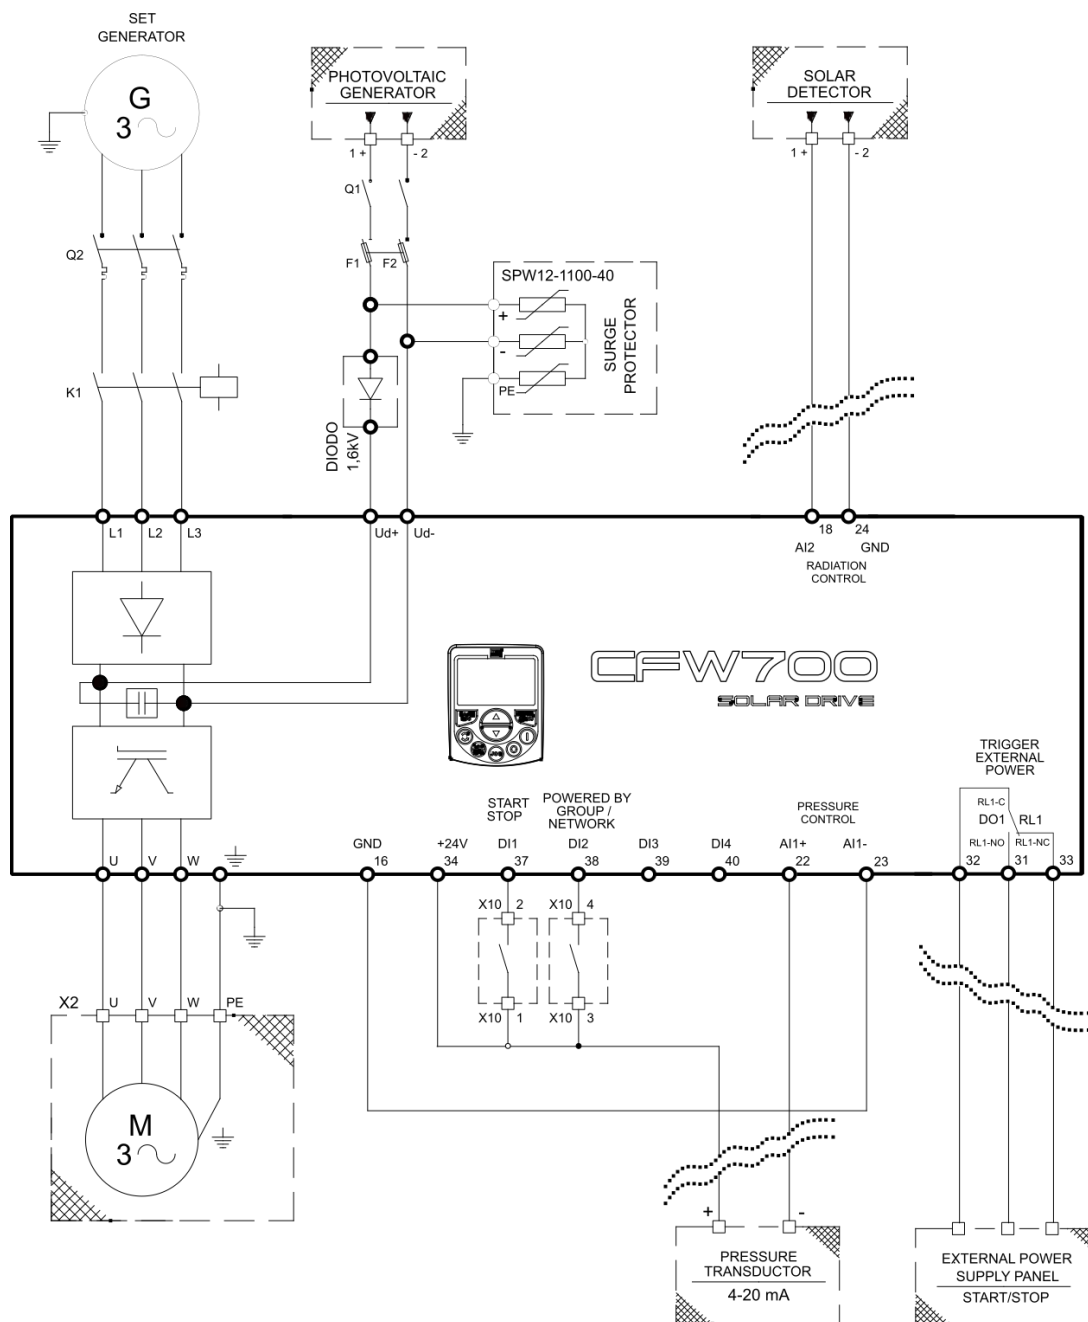 SET
GENERATOR
G
3
PHOTOVOLTAIC
GENERATOR
1 +
- 2
SOLAR
DETECTOR
1 +
- 2
Q1
Q2
F1
F2
SPW12-1100-40
+
-
PE
SURGE
PROTECTOR
K1
DIODO
1,6kV
L1
L2
L3
Ud+
Ud-
18
24
AI2
GND
RADIATION
CONTROL
CFW700
SOLAR DRIVE
TRIGGER
EXTERNAL
POWER
START
STOP
POWERED BY
GROUP /
NETWORK
PRESSURE
CONTROL
RL1-C
DO1
RL1
RL1-NO
RL1-NC
GND
+24V
DI1
DI2
DI3
DI4
AI1+
AI1-
U
V
W
16
34
37
38
39
40
22
23
32
31
33
X10 2
X10 4
X10 1
X10 3
X2
U
V
W
PE
M
3
+
-
PRESSURE
TRANSDUCTOR
4-20 mA
EXTERNAL POWER
SUPPLY PANEL
START/STOP